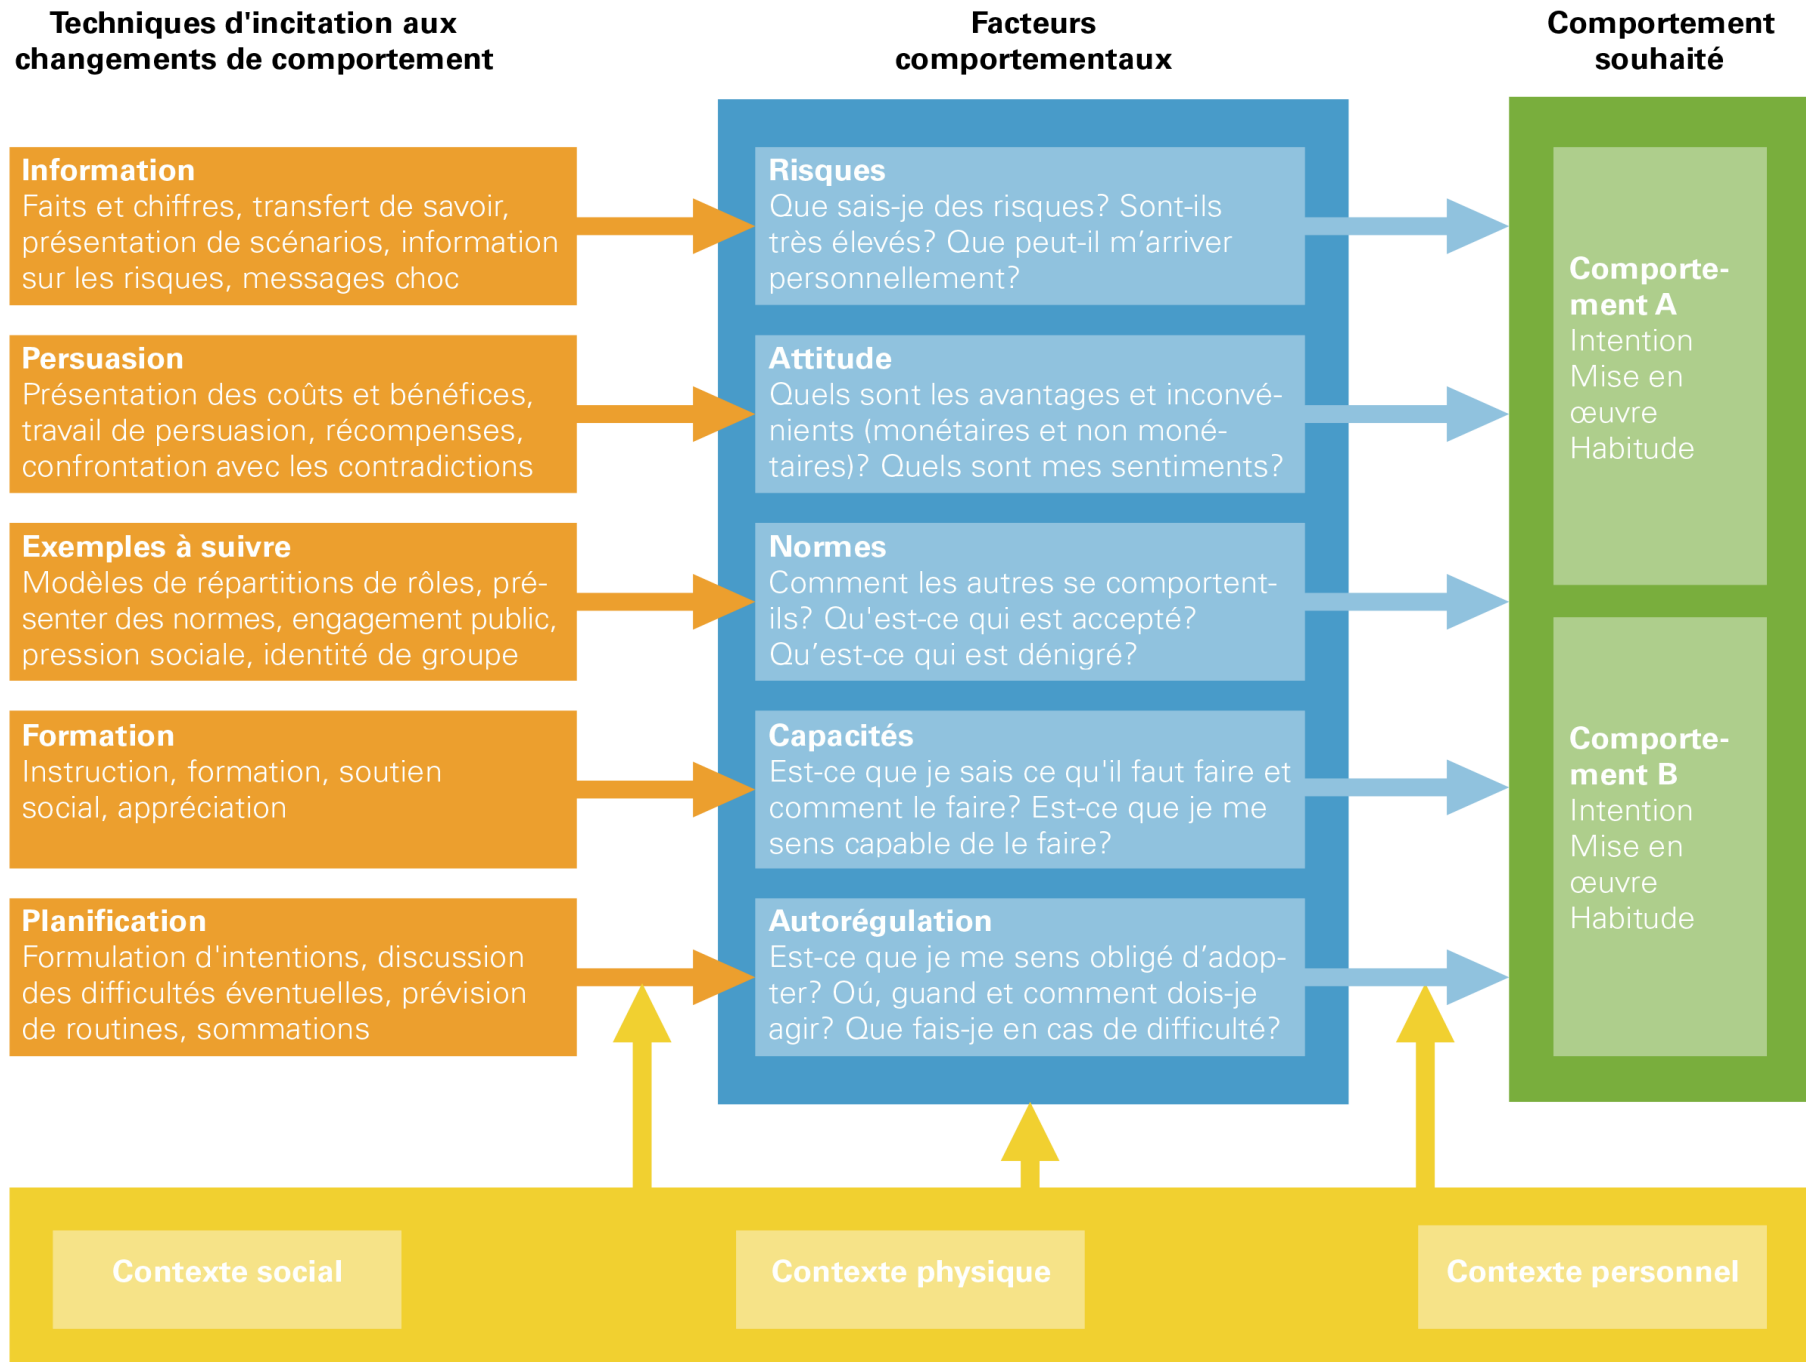 Techniques d'incitation aux
changements de comportement
Facteurs
comportementaux
Comportement
souhaité
Information
Faits et chiffres, transfert de savoir,
présentation de scénarios, information
sur les risques, messages choc
Risques
Que sais-je des risques? Sont-ils
très élevés? Que peut-il m’arriver
personnellement?
Persuasion
Présentation des coûts et bénéfices,
travail de persuasion, récompenses,
confrontation avec les contradictions
Attitude
Quels sont les avantages et inconvé-
nients (monétaires et non moné-
taires)? Quels sont mes sentiments?
Exemples à suivre
Modèles de répartitions de rôles, pré-
senter des normes, engagement public,
pression sociale, identité de groupe
Normes
Comment les autres se comportent-
ils? Qu'est-ce qui est accepté?
Qu’est-ce qui est dénigré?
Formation
Instruction, formation, soutien
social, appréciation
Capacités
Est-ce que je sais ce qu'il faut faire et
comment le faire? Est-ce que je me
sens capable de le faire?
Planification
Formulation d'intentions, discussion
des difficultés éventuelles, prévision
de routines, sommations
Autorégulation
Est-ce que je me sens obligé d’adop-
ter? Oú, guand et comment dois-je
agir? Que fais-je en cas de difficulté?
Comporte-
ment A
Intention
Mise en
œuvre
Habitude
Comporte-
ment B
Intention
Mise en
œuvre
Habitude
Contexte social
Contexte physique
Contexte personnel